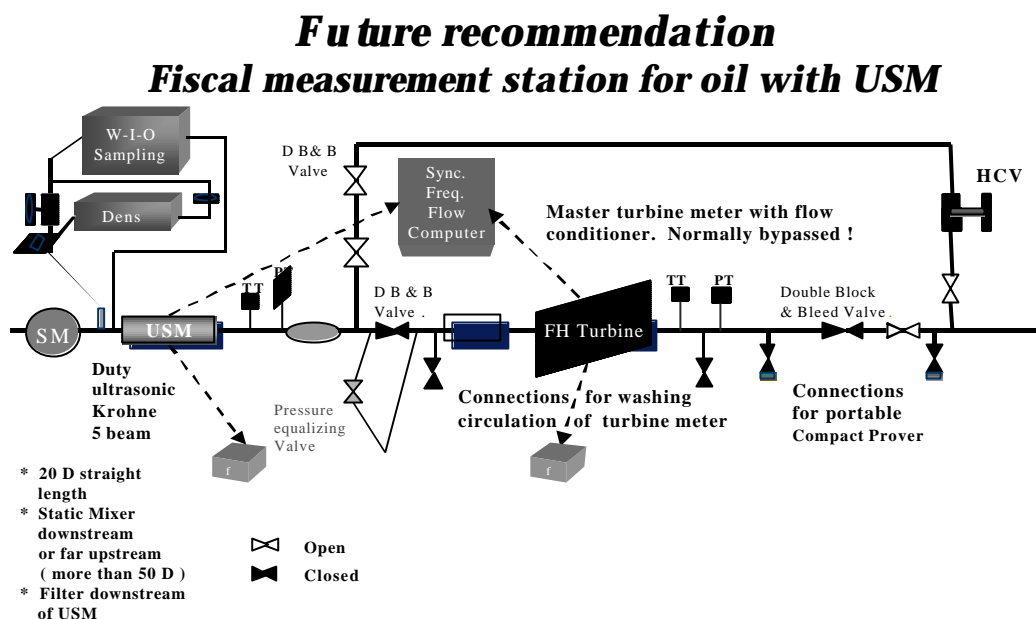 Future recommendation
Fiscal measurement station for oil with USM
W-I-O
Sampling
Dens
D B& B
Valve
Sync.
Freq.
Flow
Computer
HCV
Master turbine meter with flow
conditioner. Normally bypassed !
TT
PT
D B & B
Valve .
TT
PT
Double Block
& Bleed Valve.
SM
USM
FH Turbine
Duty
ultrasonic
Krohne
5 beam
Pressure
equalizing
Valve
Connections for washing
circulation of turbine meter
Connections
for portable
Compact Prover
f
f
* 20 D straight
length
* Static Mixer
downstream
or far upstream
( more than 50 D )
* Filter downstream
of USM
Open
Closed